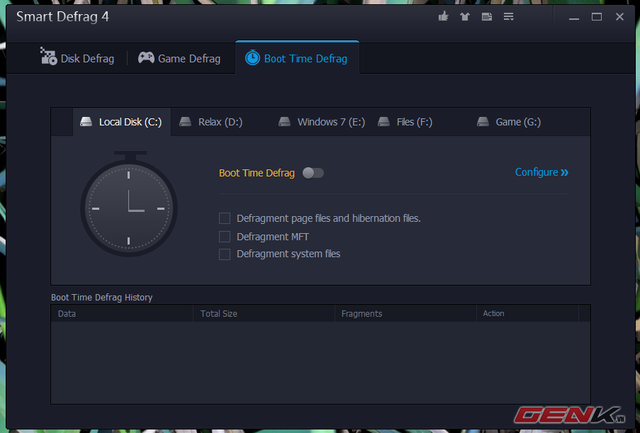 Smart Defrag 4
Disk Defrag Game Defrag Boot Time Defrag
Local Disk (C:) Relax (D:) Windows 7 (E:) Files (F:) Game (G:)
Boot Time Defrag Configure »
Defragment page files and hibernation files.
Defragment MFT
Defragment system files
Boot Time Defrag History
Data Total Size Fragments Action
GENK.VN